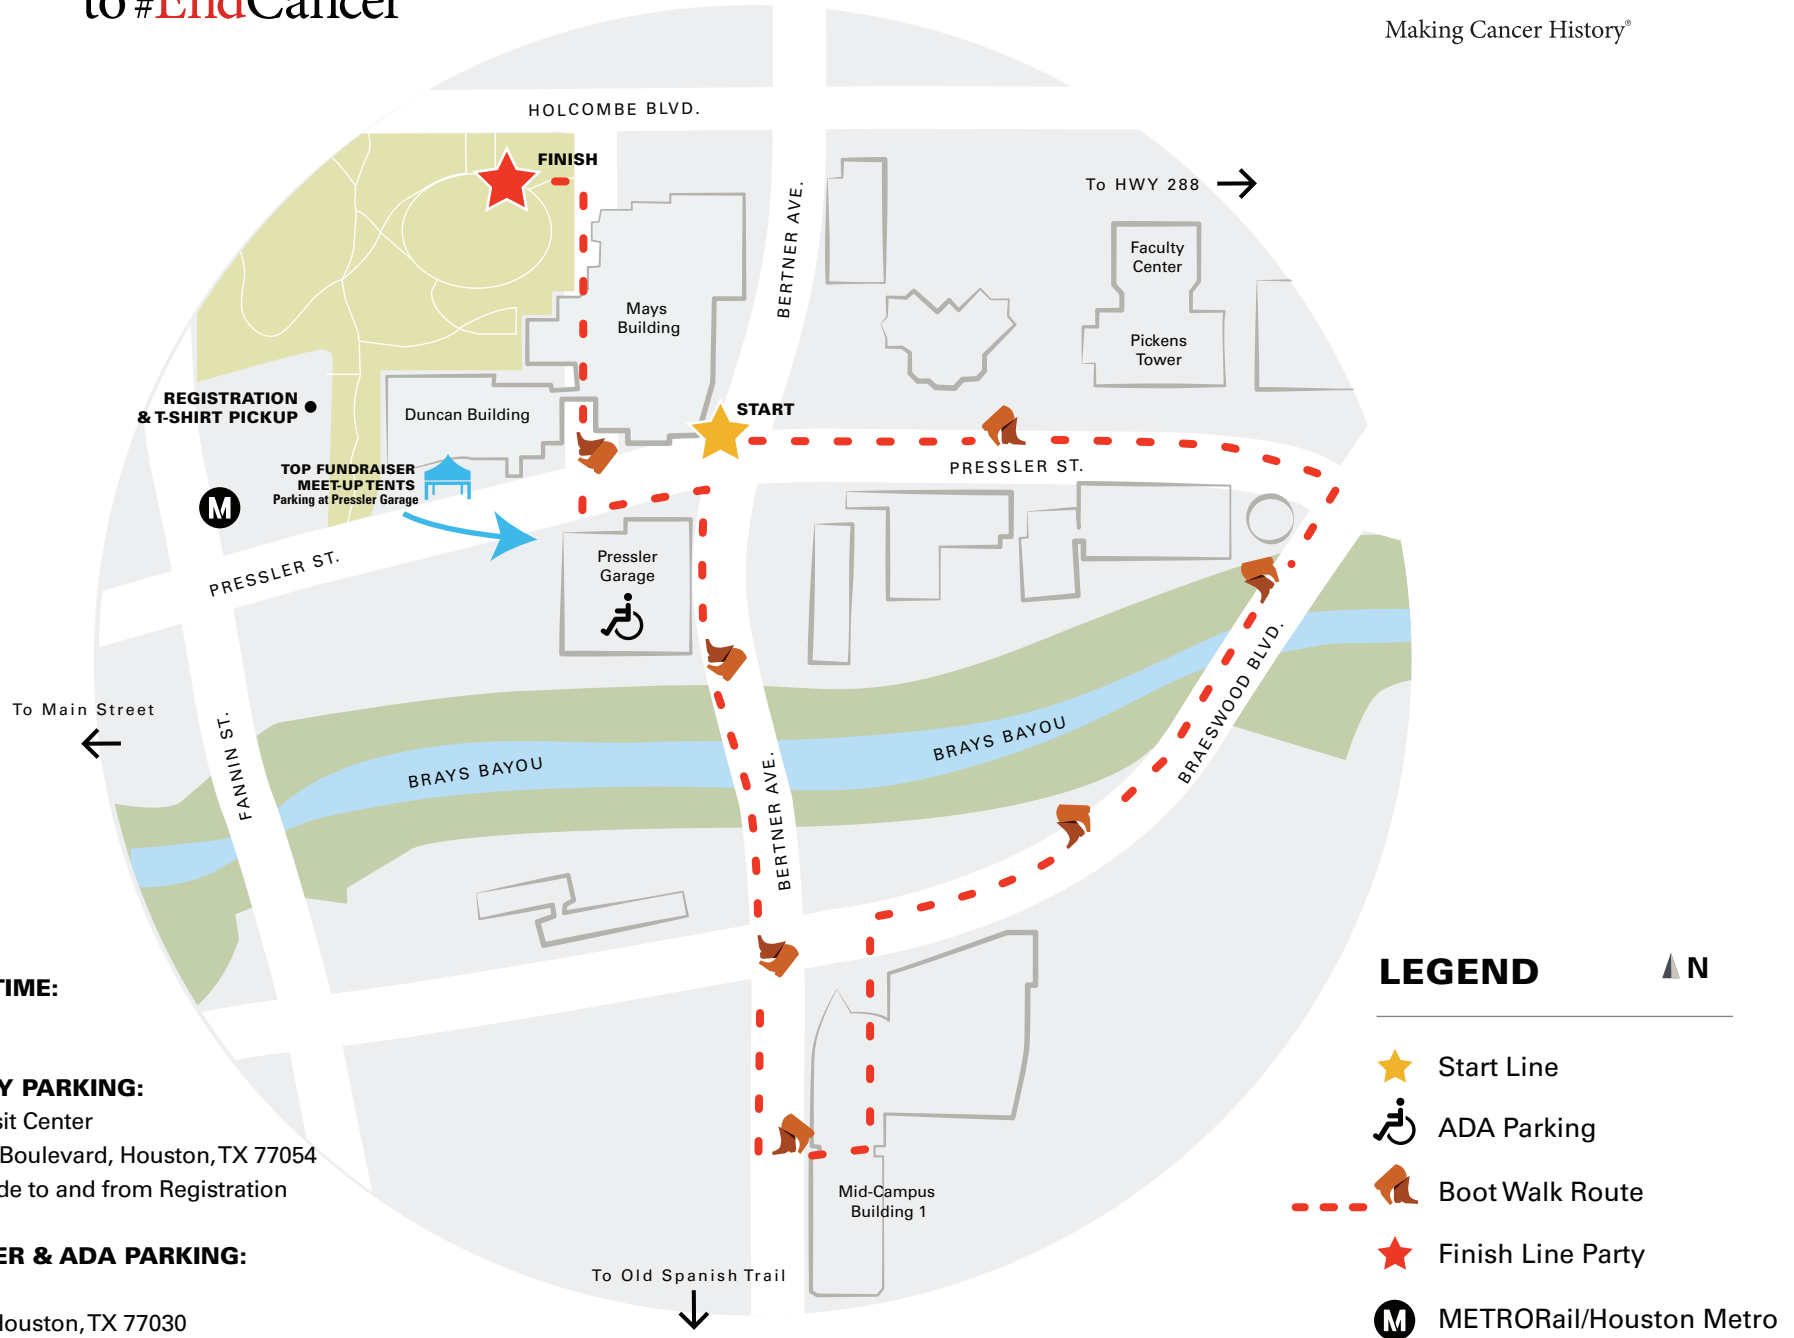 to #EndCancer
Making Cancer History®
HOLCOMBE BLVD.
FINISH
BERTNER AVE.
To HWY 288
Faculty
Center
Mays
Building
Pickens
Tower
REGISTRATION
& T-SHIRT PICKUP
Duncan Building
START
PRESSLER ST.
TOP FUNDRAISER
MEET-UP TENTS
Parking at Pressler Garage
M
PRESSLER ST.
Pressler
Garage
To Main Street
FANNIN ST.
BRAYS BAYOU
BRAYS BAYOU
BRAESWOOD BLVD.
BERTNER AVE.
TIME:
Y PARKING:
sit Center
Boulevard, Houston, TX 77054
de to and from Registration
ER & ADA PARKING:
Houston, TX 77030
Mid-Campus
Building 1
To Old Spanish Trail
LEGEND
N
Start Line
ADA Parking
Boot Walk Route
Finish Line Party
M METRORail/Houston Metro